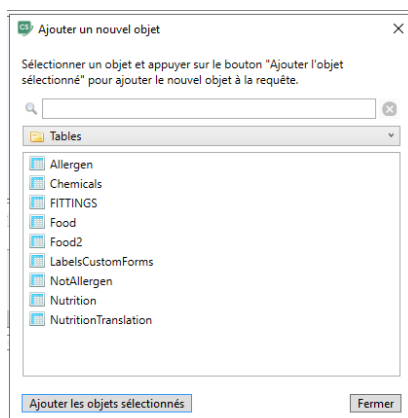 CS Ajouter un nouvel objet
Sélectionner un objet et appuyer sur le bouton "Ajouter l'objet
sélectionné" pour ajouter le nouvel objet à la requête.
Tables
Allergen
Chemicals
FITTINGS
Food
Food2
LabelsCustomForms
NotAllergen
Nutrition
NutritionTranslation
Ajouter les objets sélectionnés
Fermer